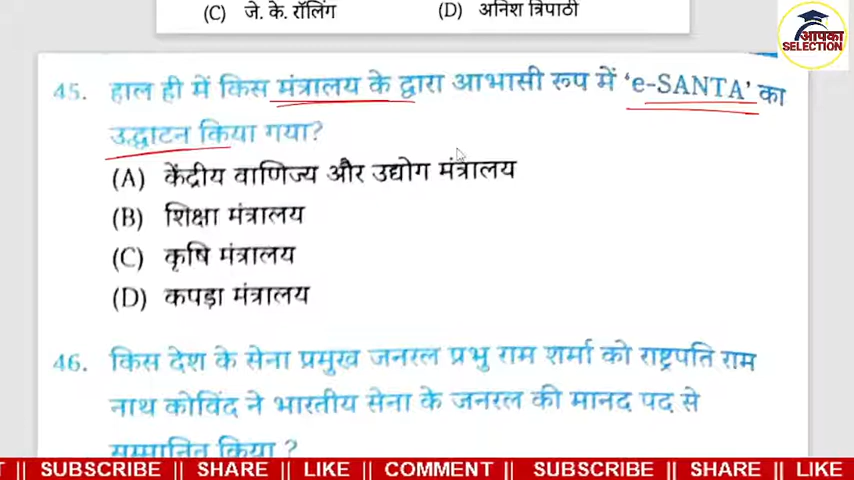 (C) जे. के. रॉलिंग (D) अनिश त्रिपाठी
आपका
SELECTION
45. हाल ही में किस मंत्रालय के द्वारा आभासी रूप में ‘e-SANTA’ का
उद्घाटन किया गया?
(A) केंद्रीय वाणिज्य और उद्योग मंत्रालय
(B) शिक्षा मंत्रालय
(C) कृषि मंत्रालय
(D) कपड़ा मंत्रालय
46. किस देश के सेना प्रमुख जनरल प्रभु राम शर्मा को राष्ट्रपति राम
नाथ कोविंद ने भारतीय सेना के जनरल की मानद पद से
सम्मानित किया ?
|| SUBSCRIBE || SHARE || LIKE || COMMENT || SUBSCRIBE || SHARE || LIKE